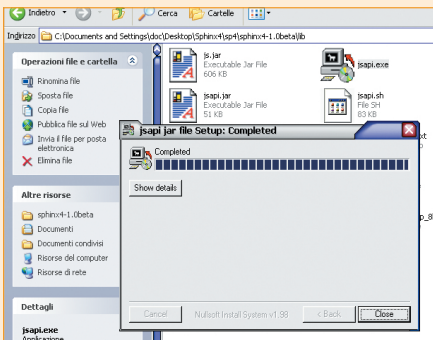 Indietro
Cerca
Cartelle
Indirizzo C:\Documents and Settings\doc\Desktop\Sphinx4\sp4\sphinx4-1.0beta\lib
Operazioni file e cartella
Rinomina file
Sposta file
Copia file
Pubblica file sul Web
Invia il file per posta
elettronica
Elimina file
Altre risorse
sphinx4-1.0beta
Documenti
Documenti condivisi
Risorse del computer
Risorse di rete
Dettagli
jsapi.exe
Applicazione
js.jar
Executable Jar File
606 KB
jsapi.exe
jsapi.jar
Executable Jar File
51 KB
jsapi.sh
File SH
83 KB
xt
p_8
jsapi jar file Setup: Completed
Completed
Show details
Cancel
Nullsoft Install System v1.98
< Back
Close